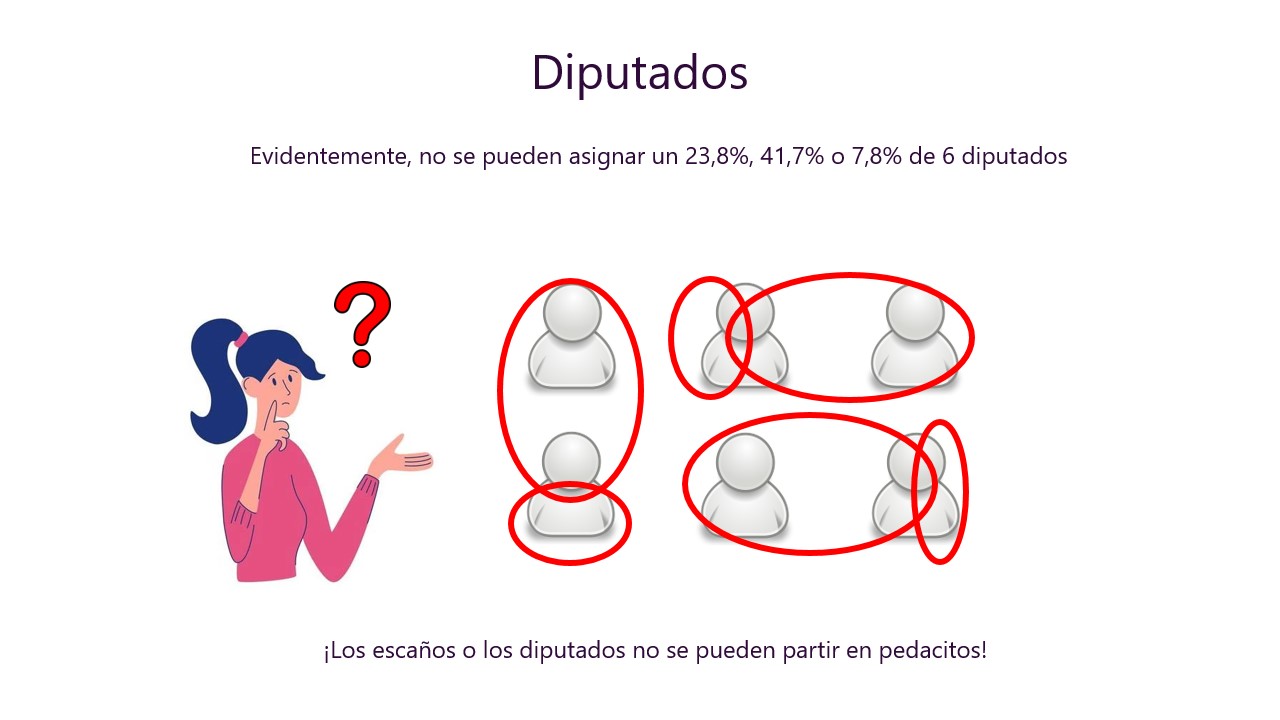 Diputados
Evidentemente, no se pueden asignar un 23,8%, 41,7% o 7,8% de 6 diputados
?
¡Los escaños o los diputados no se pueden partir en pedacitos!